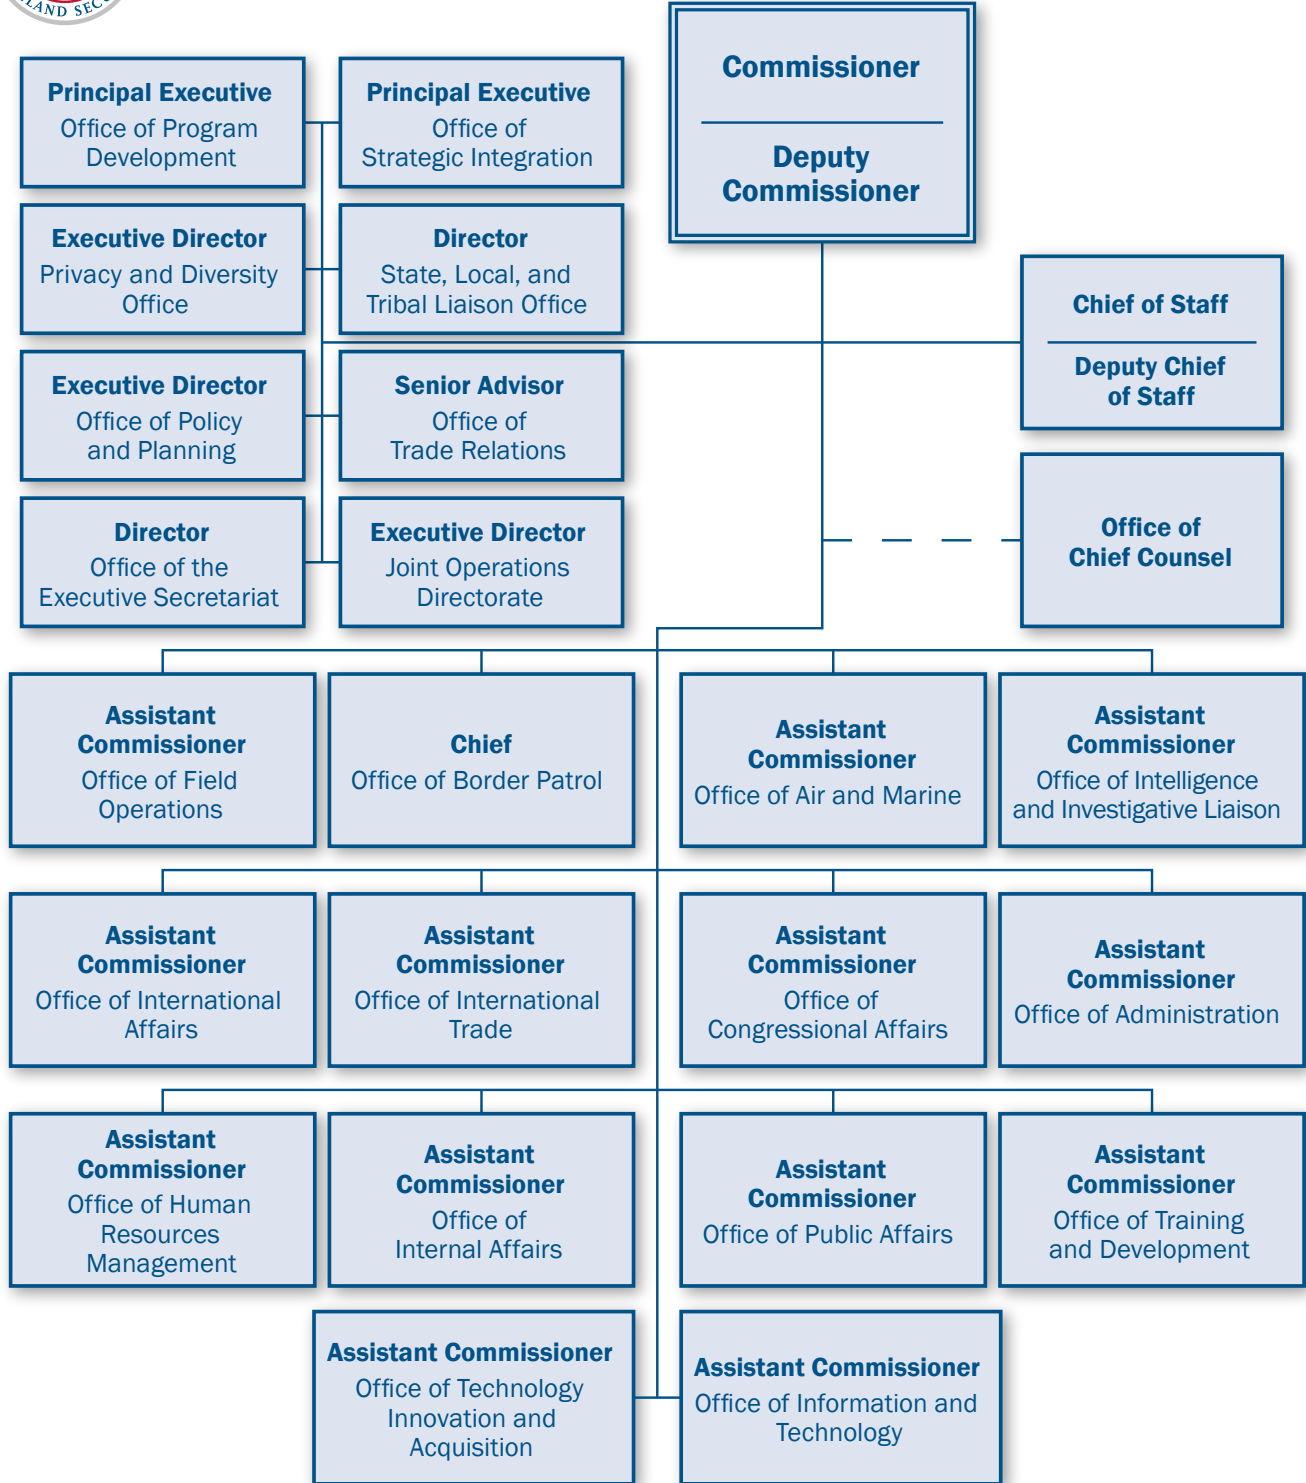 LAND SECU
Commissioner
Deputy
Commissioner
Principal Executive
Office of Program
Development
Principal Executive
Office of
Strategic Integration
Executive Director
Privacy and Diversity
Office
Director
State, Local, and
Tribal Liaison Office
Chief of Staff
Deputy Chief
of Staff
Executive Director
Office of Policy
and Planning
Senior Advisor
Office of
Trade Relations
Director
Office of the
Executive Secretariat
Executive Director
Joint Operations
Directorate
Office of
Chief Counsel
Assistant
Commissioner
Office of Field
Operations
Chief
Office of Border Patrol
Assistant
Commissioner
Office of Air and Marine
Assistant
Commissioner
Office of Intelligence
and Investigative Liaison
Assistant
Commissioner
Office of International
Affairs
Assistant
Commissioner
Office of International
Trade
Assistant
Commissioner
Office of
Congressional Affairs
Assistant
Commissioner
Office of Administration
Assistant
Commissioner
Office of Human
Resources
Management
Assistant
Commissioner
Office of
Internal Affairs
Assistant
Commissioner
Office of Public Affairs
Assistant
Commissioner
Office of Training
and Development
Assistant Commissioner
Office of Technology
Innovation and
Acquisition
Assistant Commissioner
Office of Information and
Technology